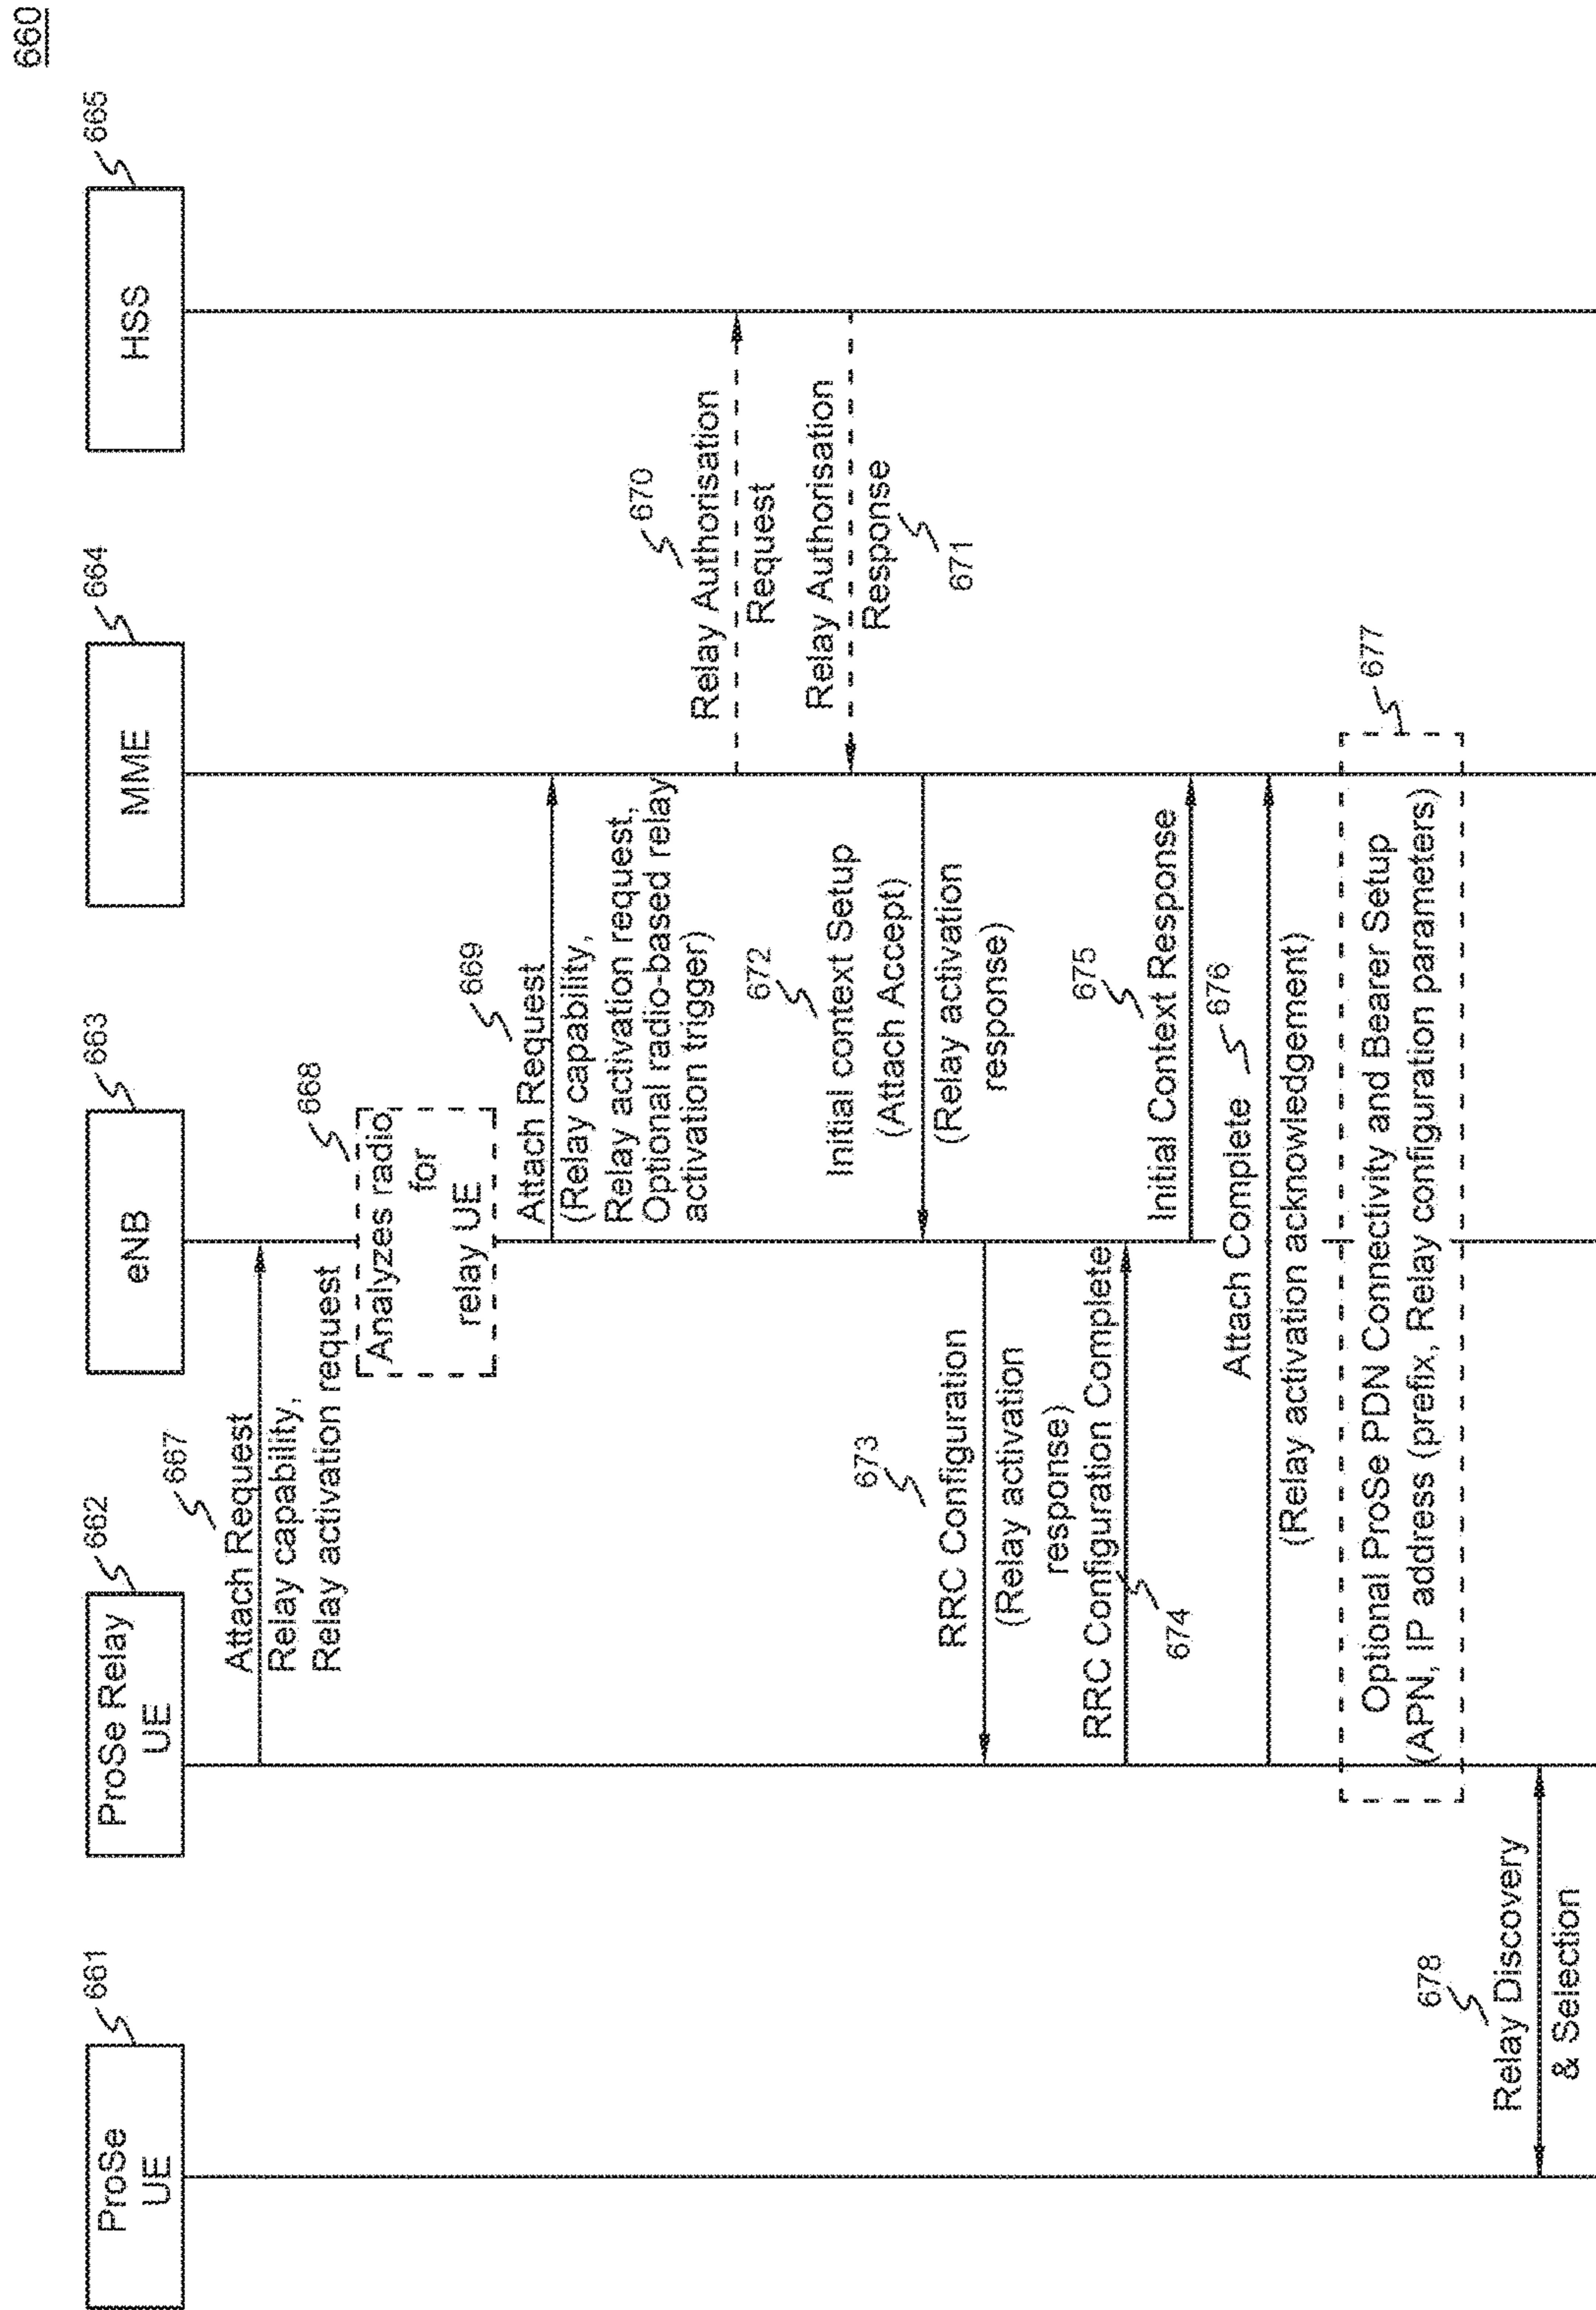 660
ProSe
UE
661
ProSe Relay
UE
662
eNB
663
MME
664
HSS
665
667
Attach Request
Relay capability,
Relay activation request
668
Analyzes radio
for
relay UE
669
Attach Request
(Relay capability,
Relay activation request,
Optional radio-based relay
activation trigger)
670
Relay Authorisation
Request
Relay Authorisation
Response
671
672
Initial context Setup
(Attach Accept)
(Relay activation
response)
673
RRC Configuration
(Relay activation
response)
RRC Configuration Complete
674
675
Initial Context Response
Attach Complete
676
(Relay activation acknowledgement)
677
Optional ProSe PDN Connectivity and Bearer Setup
(APN, IP address (prefix, Relay configuration parameters)
678
Relay Discovery
& Selection